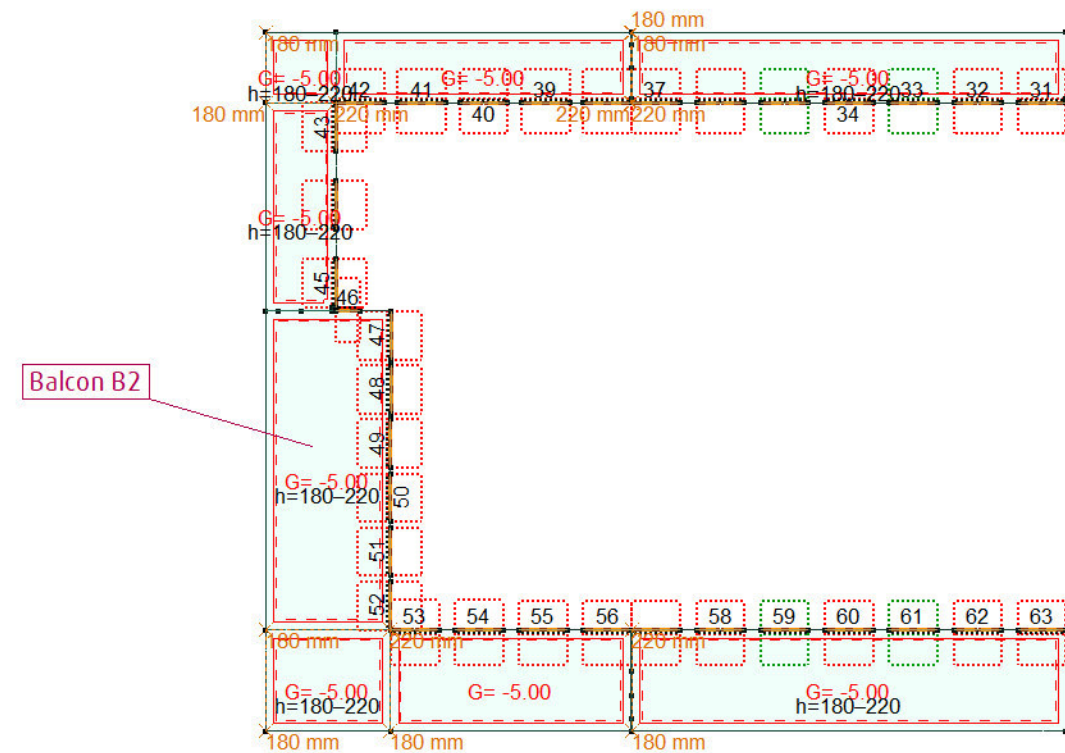 180 mm
180 mm
180 mm
G= -5.00
G= -5.00
G= -5.00
h=180–220
42
41
39
37
h=180–220
33
32
31
180 mm
43
220 mm
40
220 mm
220 mm
34
G= -5.00
h=180–220
45
46
47
Balcon B2
48
49
G= -5.00
h=180–220
50
51
52
53
54
55
56
58
59
60
61
62
63
180 mm
220 mm
220 mm
G= -5.00
h=180–220
G= -5.00
G= -5.00
h=180–220
180 mm
180 mm
180 mm